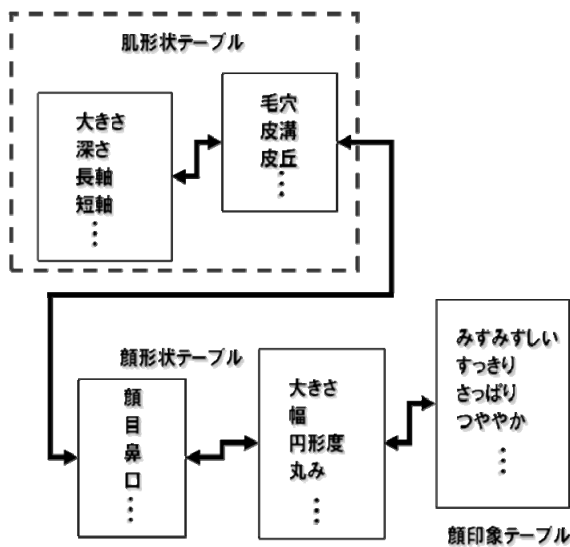 肌形状テーブル
大きさ
深さ
長軸
短軸
⋮
毛穴
皮溝
皮丘
⋮
顔形状テーブル
顔
目
鼻
口
⋮
大きさ
幅
円形度
丸み
⋮
みずみずしい
すっきり
さっぱり
つややか
⋮
顔印象テーブル